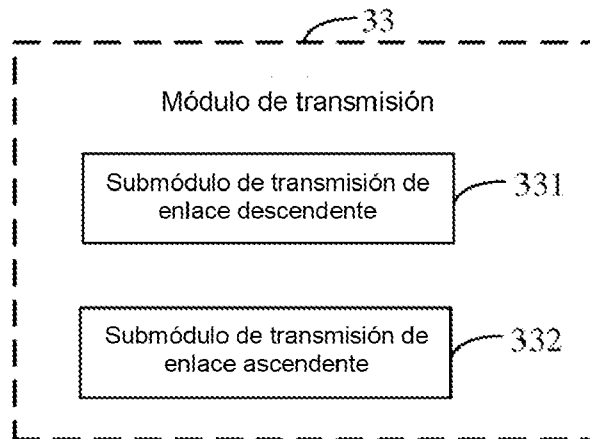 33
Módulo de transmisión
Submódulo de transmisión de
enlace descendente
331
Submódulo de transmisión de
enlace ascendente
332